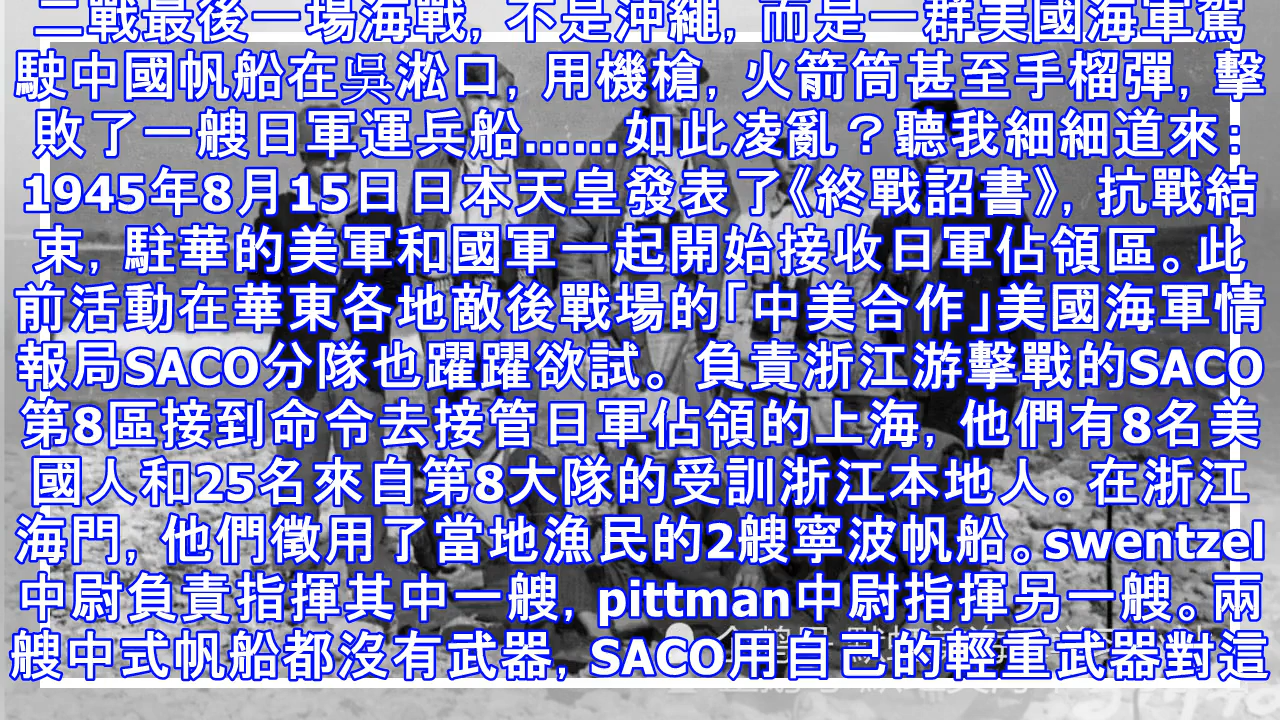 二戰最後一場海戰, 不是沖繩, 而是一群美國海軍駕
駛中國帆船在吳淞口, 用機槍, 火箭筒甚至手榴彈, 擊
敗了一艘日軍運兵船……如此凌亂？聽我細細道來：
1945年8月15日日本天皇發表了《終戰詔書》, 抗戰結
束, 駐華的美軍和國軍一起開始接收日軍佔領區。此
前活動在華東各地敵後戰場的「中美合作」美國海軍情
報局SACO分隊也躍躍欲試。負責浙江游擊戰的SACO
第8區接到命令去接管日軍佔領的上海, 他們有8名美
國人和25名來自第8大隊的受訓浙江本地人。在浙江
海門, 他們徵用了當地漁民的2艘寧波帆船。swentzel
中尉負責指揮其中一艘, pittman中尉指揮另一艘。兩
艘中式帆船都沒有武器, SACO用自己的輕重武器對這